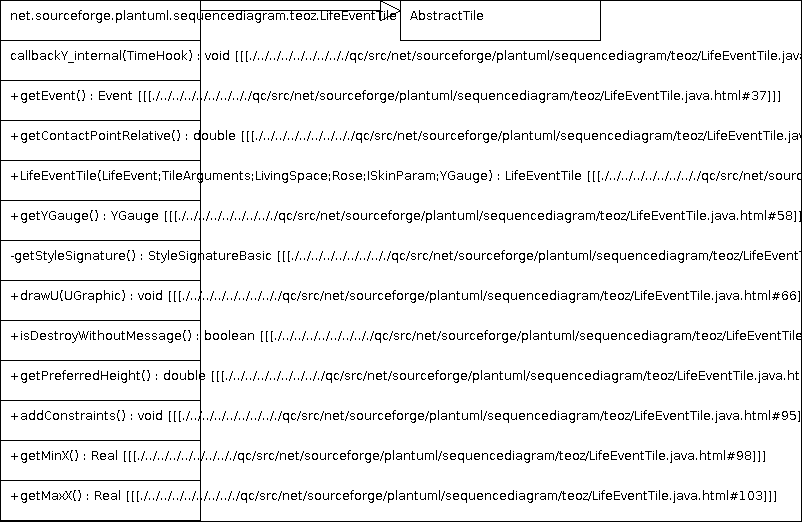 net.sourceforge.plantuml.sequencediagram.teoz.LifeEventTile
AbstractTile
callbackY_internal(TimeHook) : void [[[./../../../../../../../qc/src/net/sourceforge/plantuml/sequencediagram/teoz/LifeEventTile.java
+getEvent() : Event [[[./../../../../../../../qc/src/net/sourceforge/plantuml/sequencediagram/teoz/LifeEventTile.java.html#37]]]
+getContactPointRelative() : double [[[./../../../../../../../qc/src/net/sourceforge/plantuml/sequencediagram/teoz/LifeEventTile.jav
+LifeEventTile(LifeEvent;TileArguments;LivingSpace;Rose;ISkinParam;YGauge) : LifeEventTile [[[./../../../../../../../qc/src/net/sourc
+getYGauge() : YGauge [[[./../../../../../../../qc/src/net/sourceforge/plantuml/sequencediagram/teoz/LifeEventTile.java.html#58]]]
-getStyleSignature() : StyleSignatureBasic [[[./../../../../../../../qc/src/net/sourceforge/plantuml/sequencediagram/teoz/LifeEventT
+drawU(UGraphic) : void [[[./../../../../../../../qc/src/net/sourceforge/plantuml/sequencediagram/teoz/LifeEventTile.java.html#66]
+isDestroyWithoutMessage() : boolean [[[./../../../../../../../qc/src/net/sourceforge/plantuml/sequencediagram/teoz/LifeEventTile
+getPreferredHeight() : double [[[./../../../../../../../qc/src/net/sourceforge/plantuml/sequencediagram/teoz/LifeEventTile.java.ht
+addConstraints() : void [[[./../../../../../../../qc/src/net/sourceforge/plantuml/sequencediagram/teoz/LifeEventTile.java.html#95]
+getMinX() : Real [[[./../../../../../../../qc/src/net/sourceforge/plantuml/sequencediagram/teoz/LifeEventTile.java.html#98]]]
+getMaxX() : Real [[[./../../../../../../../qc/src/net/sourceforge/plantuml/sequencediagram/teoz/LifeEventTile.java.html#103]]]